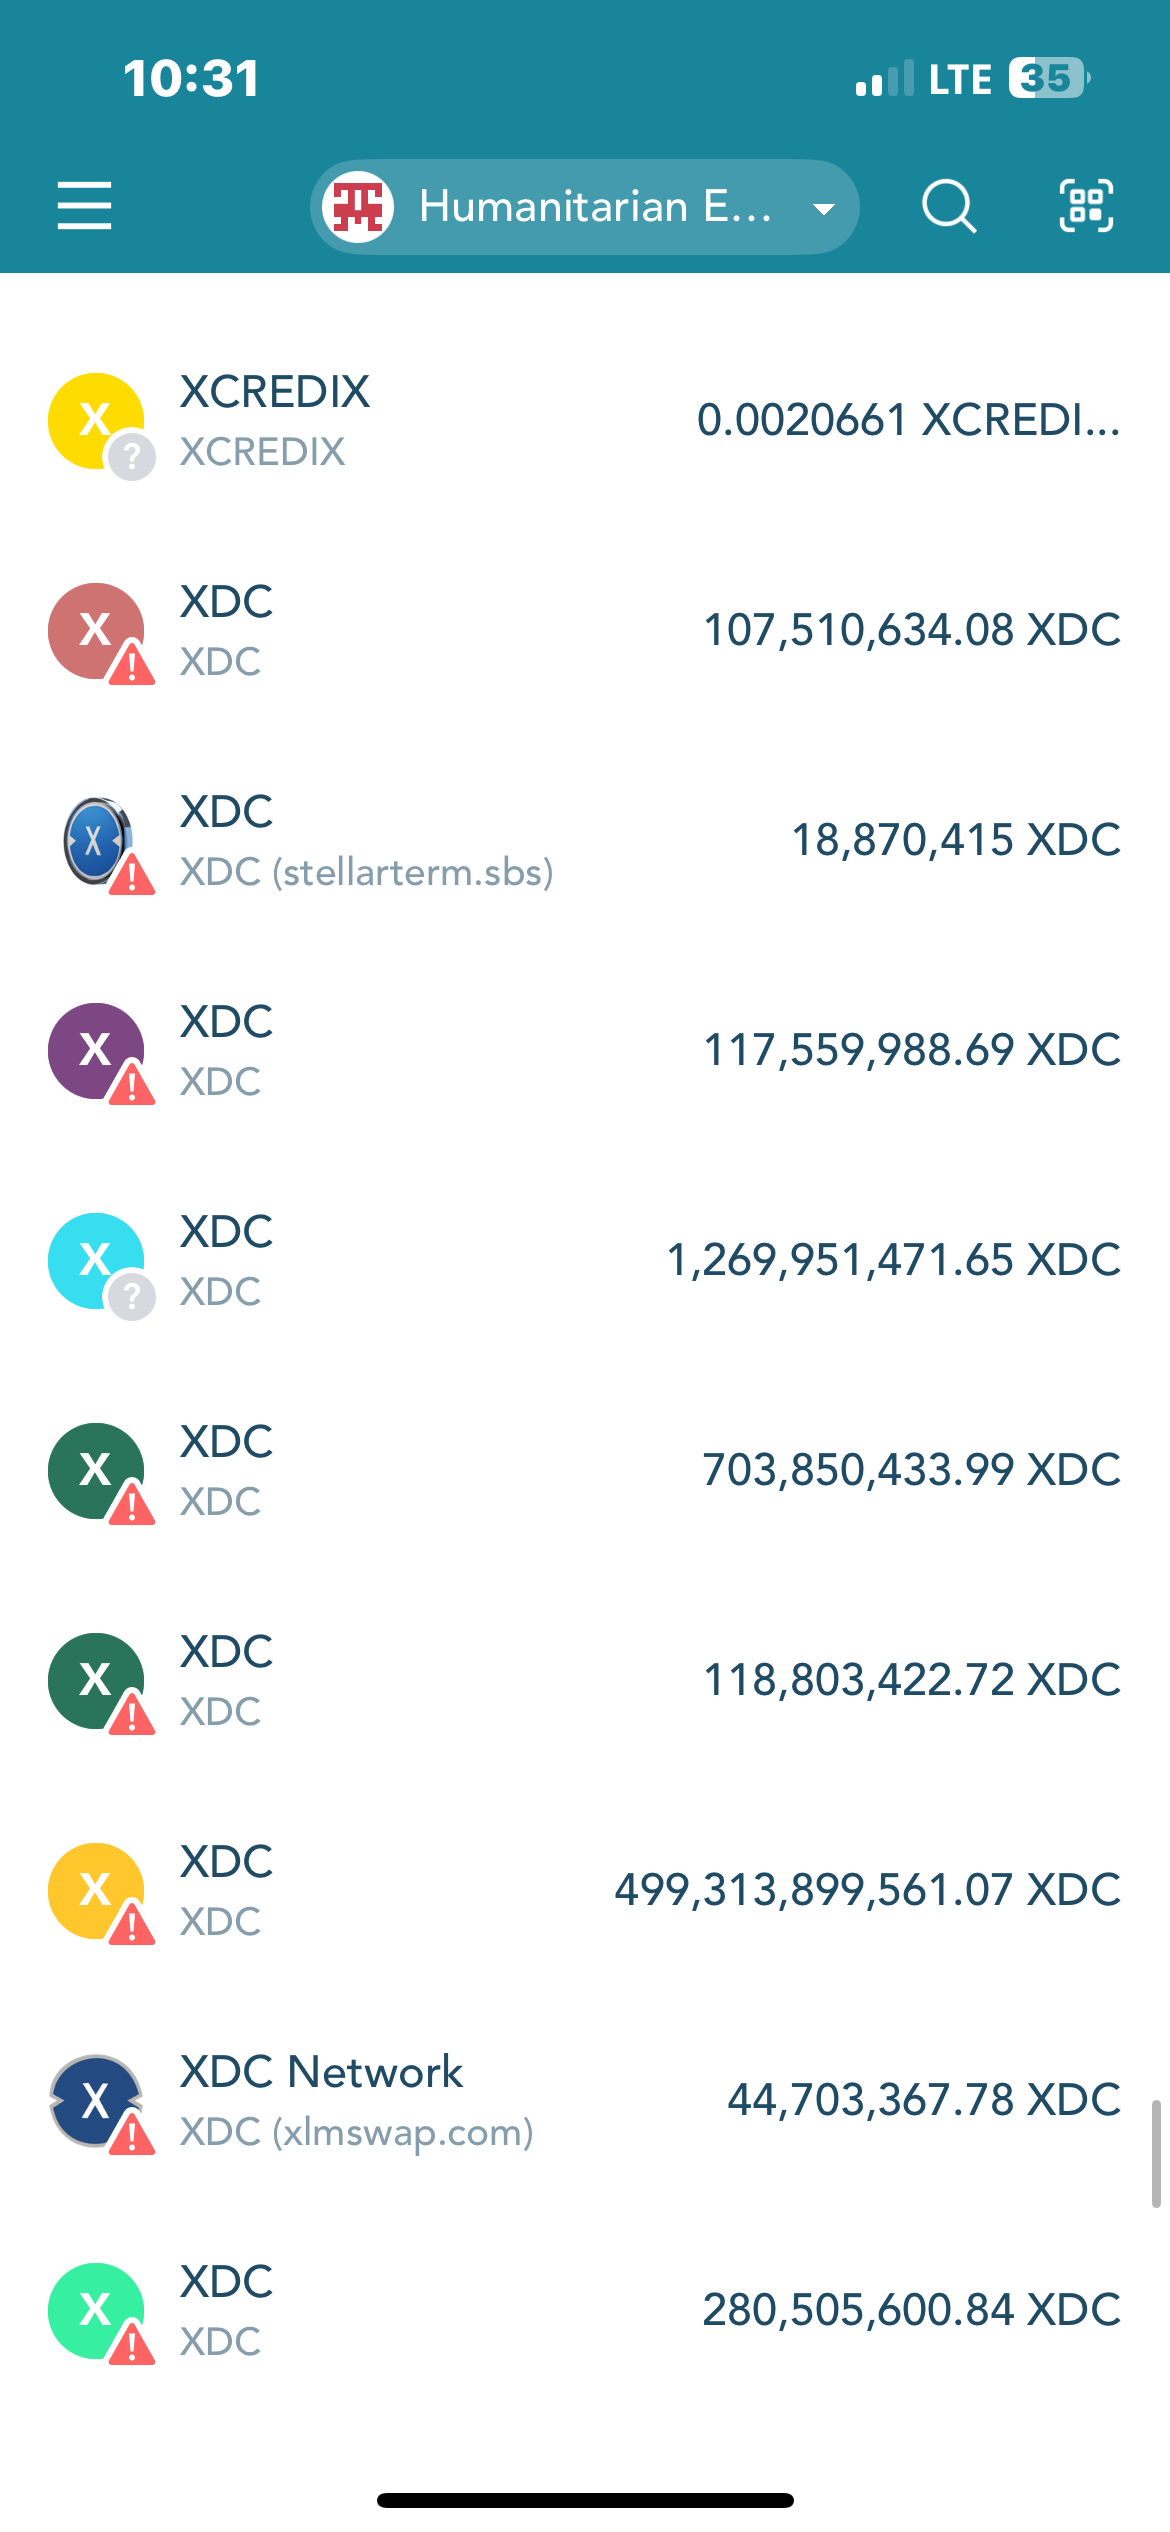 10:31
LTE 35
Humanitarian E...
X
?
XCREDIX
XCREDIX
0.0020661 XCREDI...
X
!
XDC
XDC
107,510,634.08 XDC
X
!
XDC
XDC (stellarterm.sbs)
18,870,415 XDC
X
!
XDC
XDC
117,559,988.69 XDC
X
?
XDC
XDC
1,269,951,471.65 XDC
X
!
XDC
XDC
703,850,433.99 XDC
X
!
XDC
XDC
118,803,422.72 XDC
X
!
XDC
XDC
499,313,899,561.07 XDC
X
!
XDC Network
XDC (xlmswap.com)
44,703,367.78 XDC
X
!
XDC
XDC
280,505,600.84 XDC